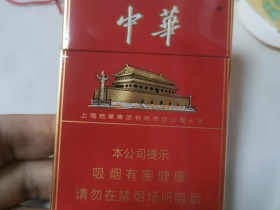 中華
上海烟草集团有限责任公司出品
本公司提示
吸烟有害健康
请勿在禁烟场所吸烟